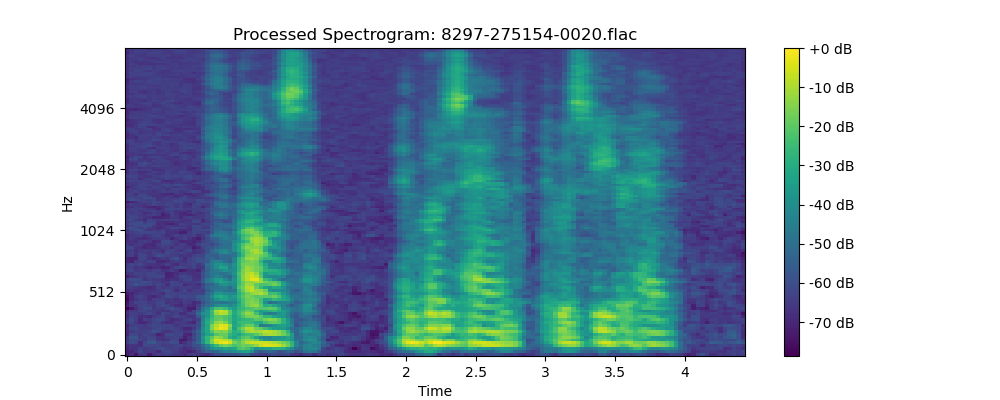 Processed Spectrogram: 8297-275154-0020.flac
+0 dB
-10 dB
-20 dB
-30 dB
-40 dB
-50 dB
-60 dB
-70 dB
4096
2048
1024
512
0
Hz
0 0.5 1 1.5 2 2.5 3 3.5 4
Time